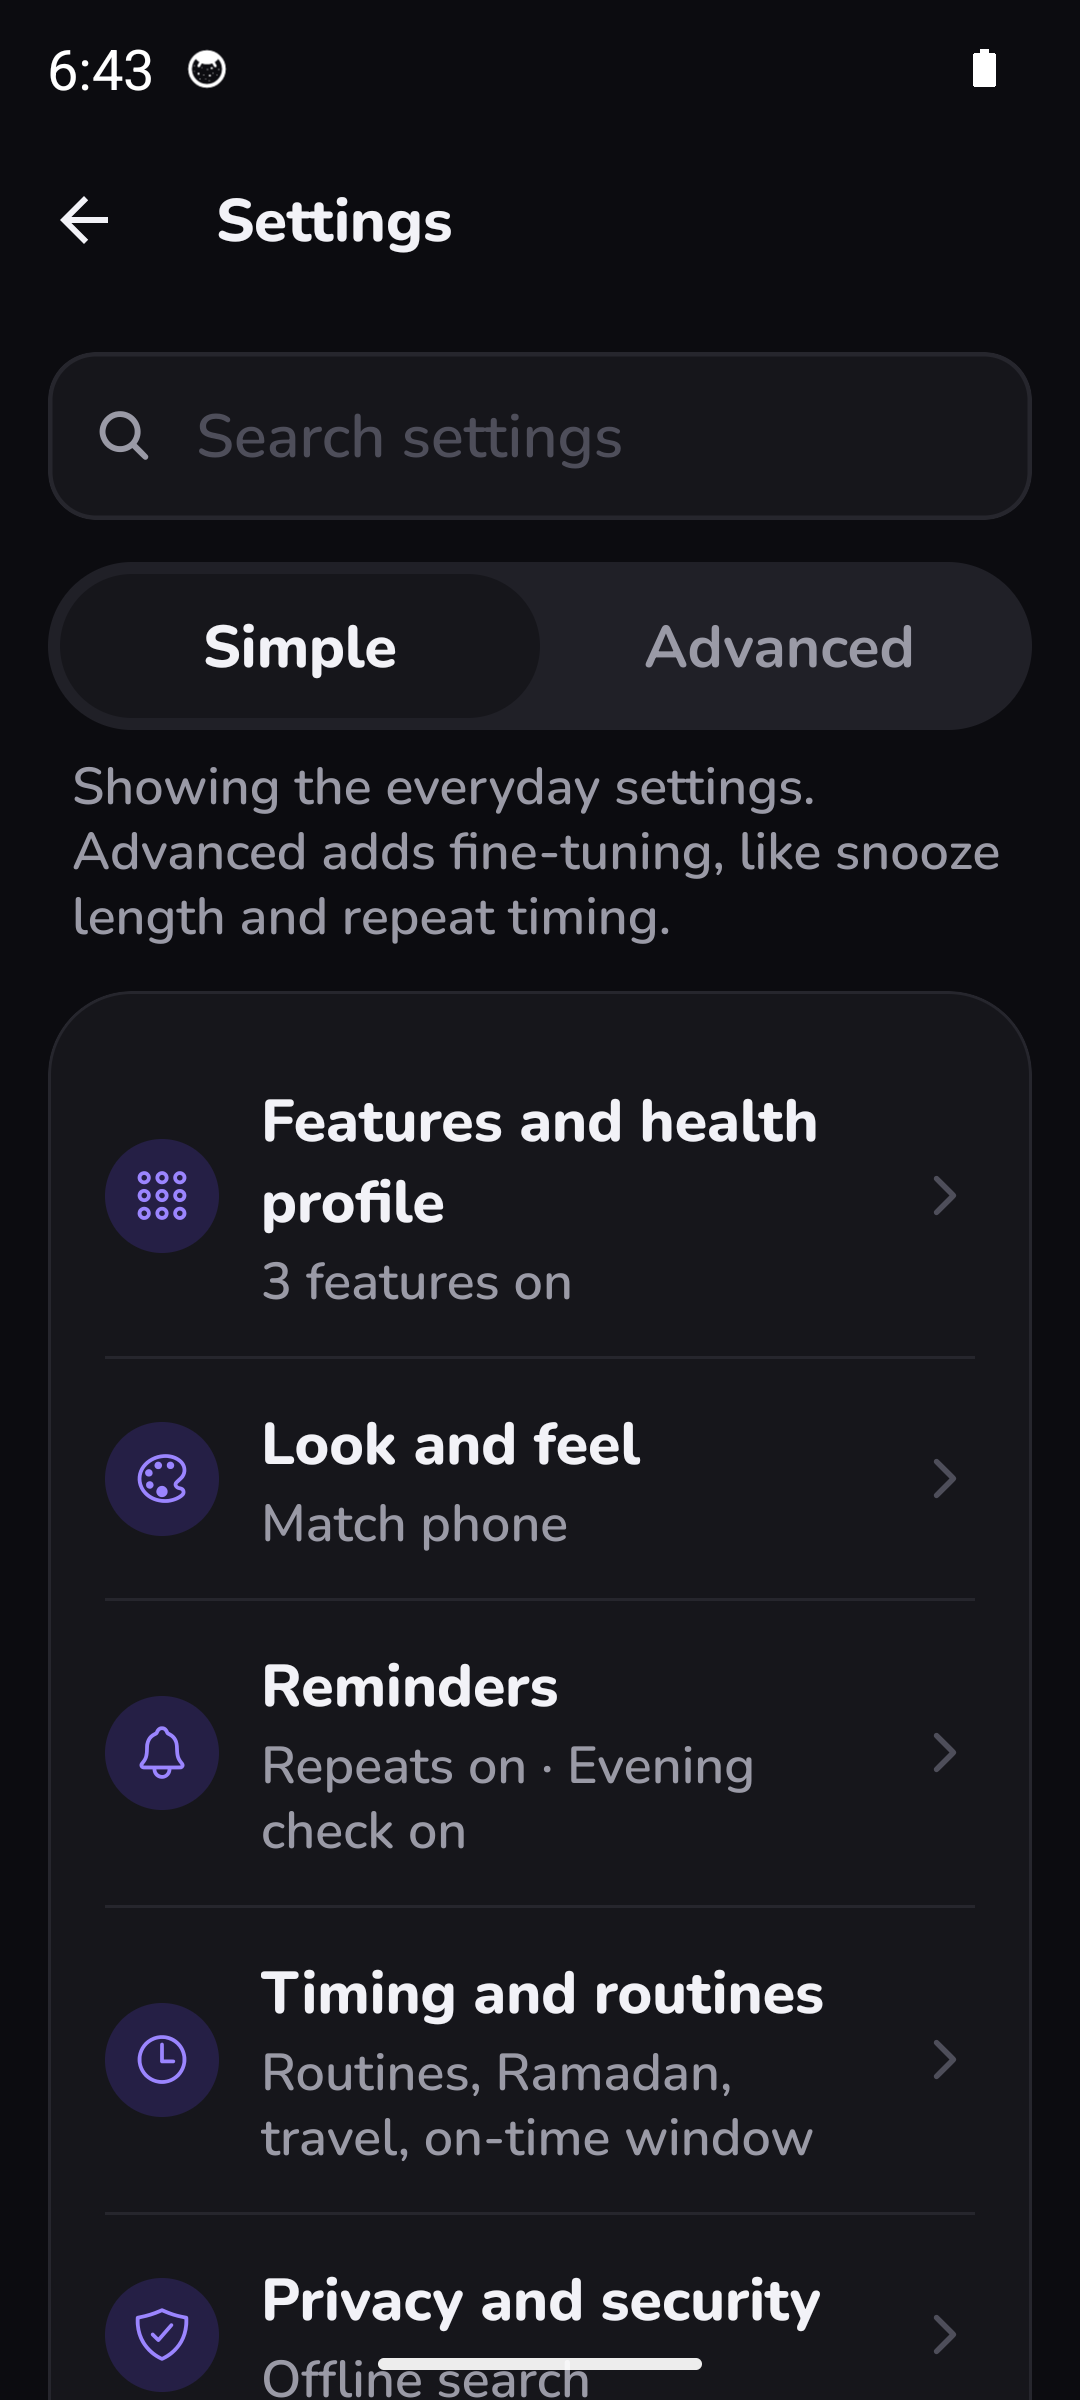 6:43
Settings
Search settings
Simple
Advanced
Showing the everyday settings.
Advanced adds fine-tuning, like snooze
length and repeat timing.
Features and health
profile
3 features on
Look and feel
Match phone
Reminders
Repeats on · Evening
check on
Timing and routines
Routines, Ramadan,
travel, on-time window
Privacy and security
Offline search